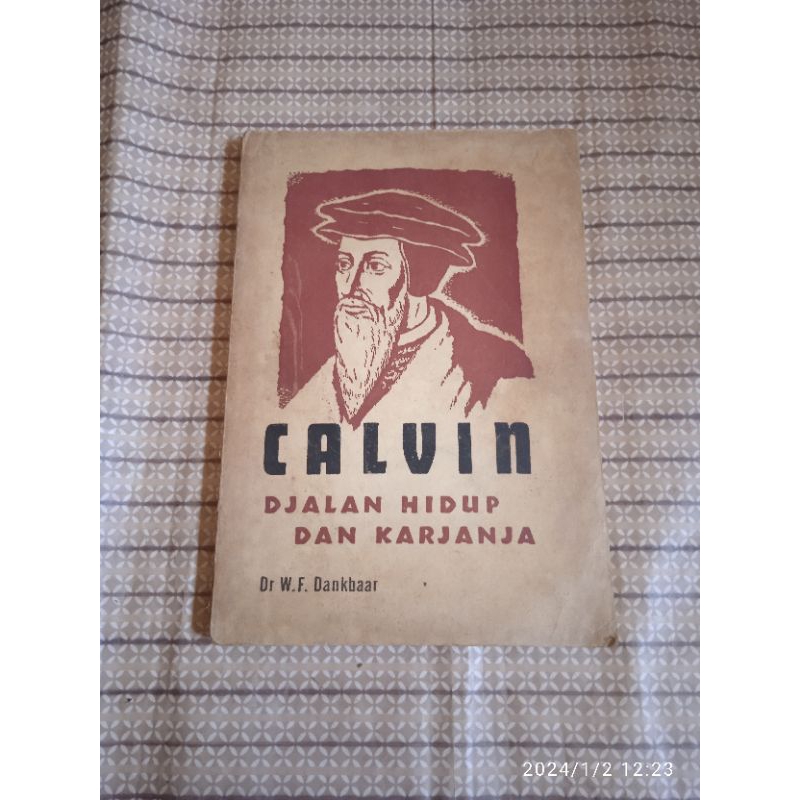 CALVIN
DJALAN HIDUP
DAN KARJANJA
Dr W.F. Dankbaar
2024/1/2 12:23